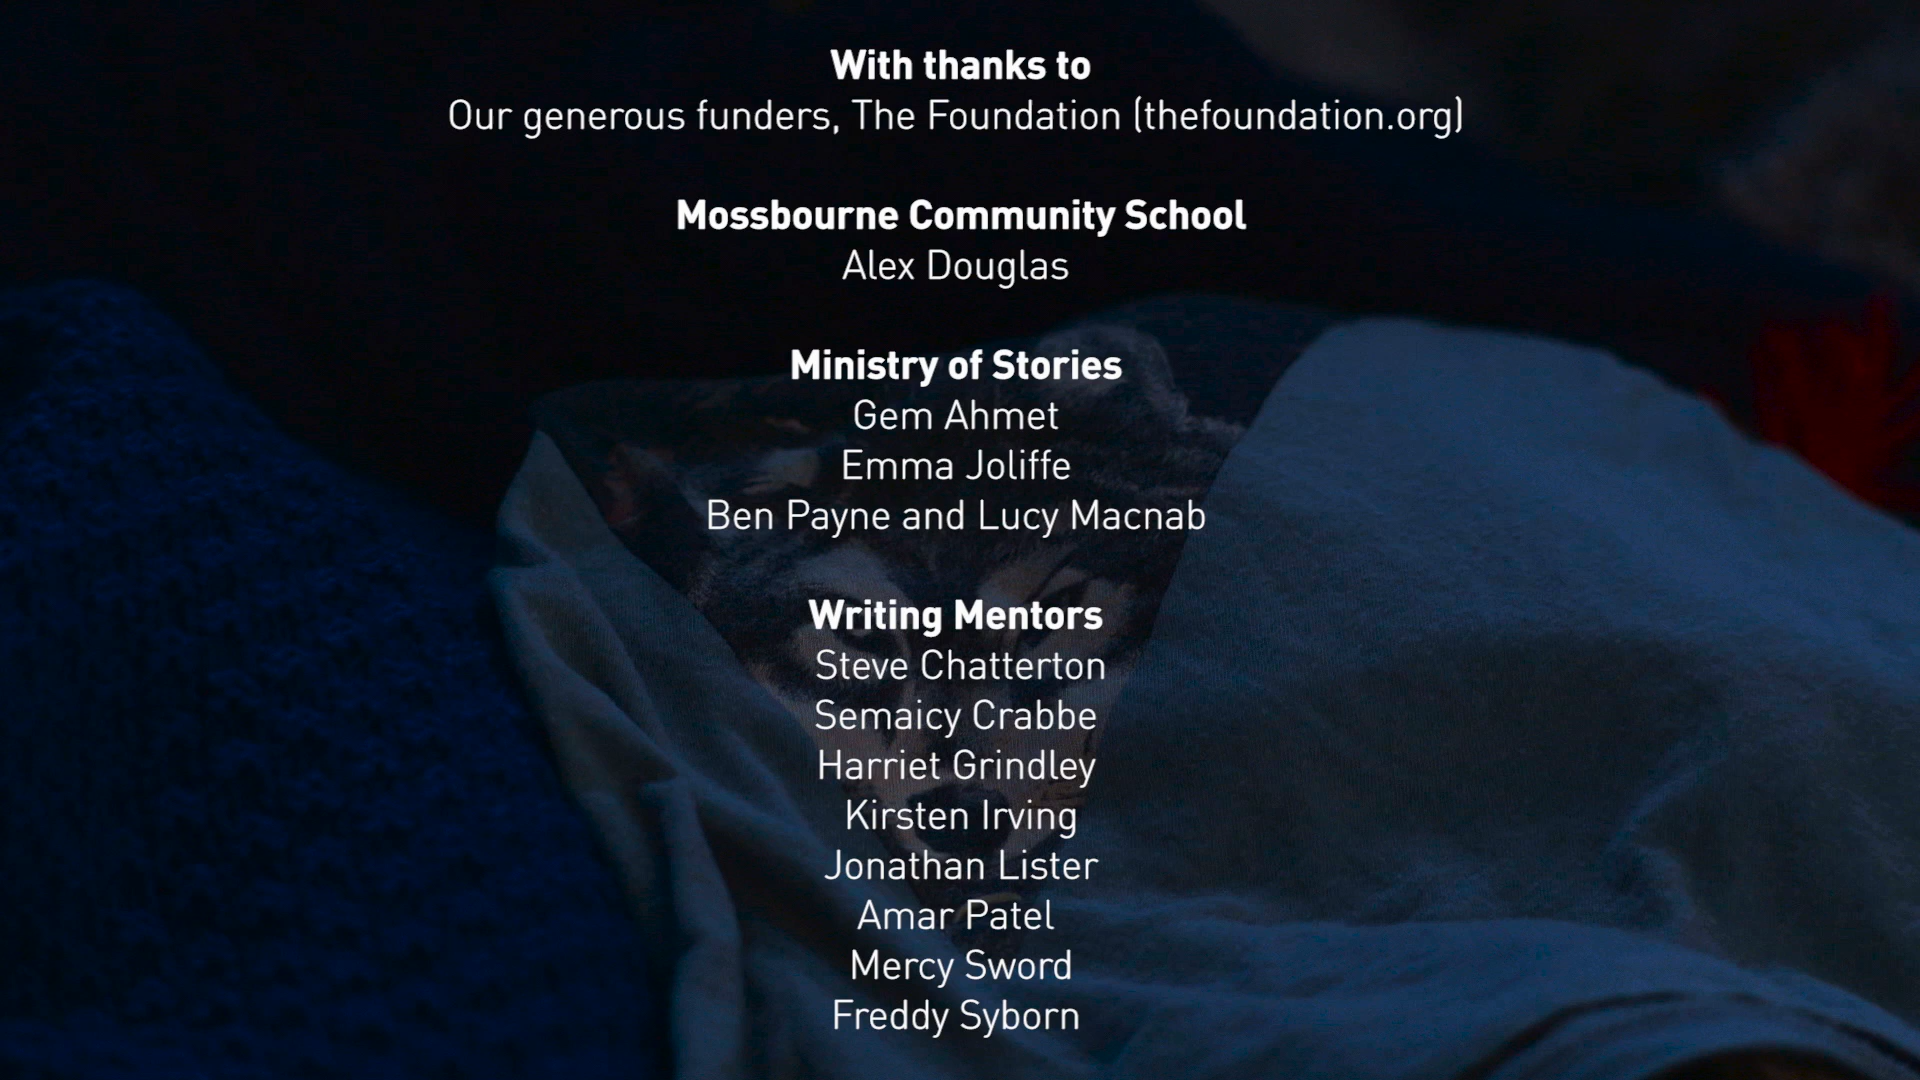 With thanks to
Our generous funders, The Foundation (thefoundation.org)
Mossbourne Community School
Alex Douglas
Ministry of Stories
Gem Ahmet
Emma Joliffe
Ben Payne and Lucy Macnab
Writing Mentors
Steve Chatterton
Semaicy Crabbe
Harriet Grindley
Kirsten Irving
Jonathan Lister
Amar Patel
Mercy Sword
Freddy Syborn